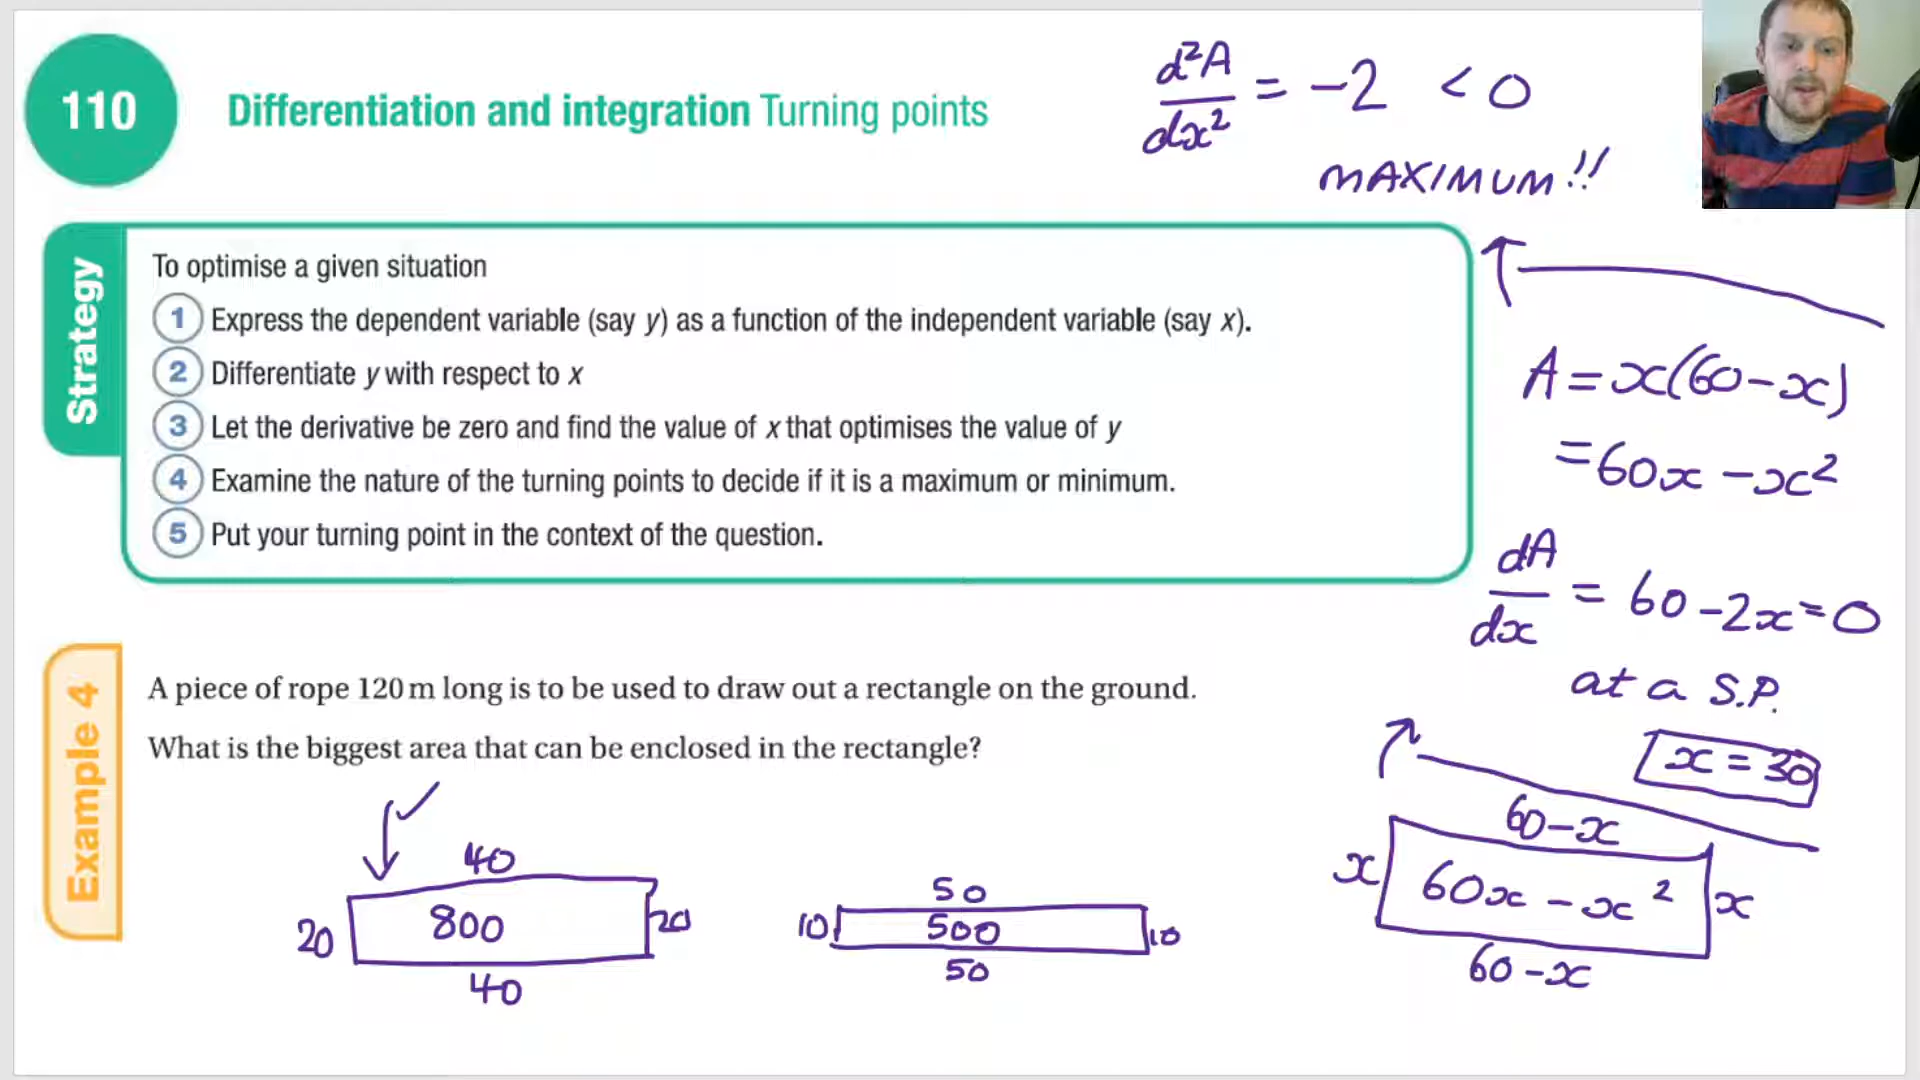 110
Differentiation and integration Turning points
d²A/dx² = -2 < 0
MAXIMUM!!
Strategy
To optimise a given situation
1 Express the dependent variable (say y) as a function of the independent variable (say x).
2 Differentiate y with respect to x
3 Let the derivative be zero and find the value of x that optimises the value of y
4 Examine the nature of the turning points to decide if it is a maximum or minimum.
5 Put your turning point in the context of the question.
A = x(60-x)
= 60x - x²
dA/dx = 60 - 2x = 0
at a S.P.
x = 30
Example 4
A piece of rope 120 m long is to be used to draw out a rectangle on the ground.
What is the biggest area that can be enclosed in the rectangle?
40
20 800 20
40
50
10 500 10
50
60-x
x 60x - x² x
60-x